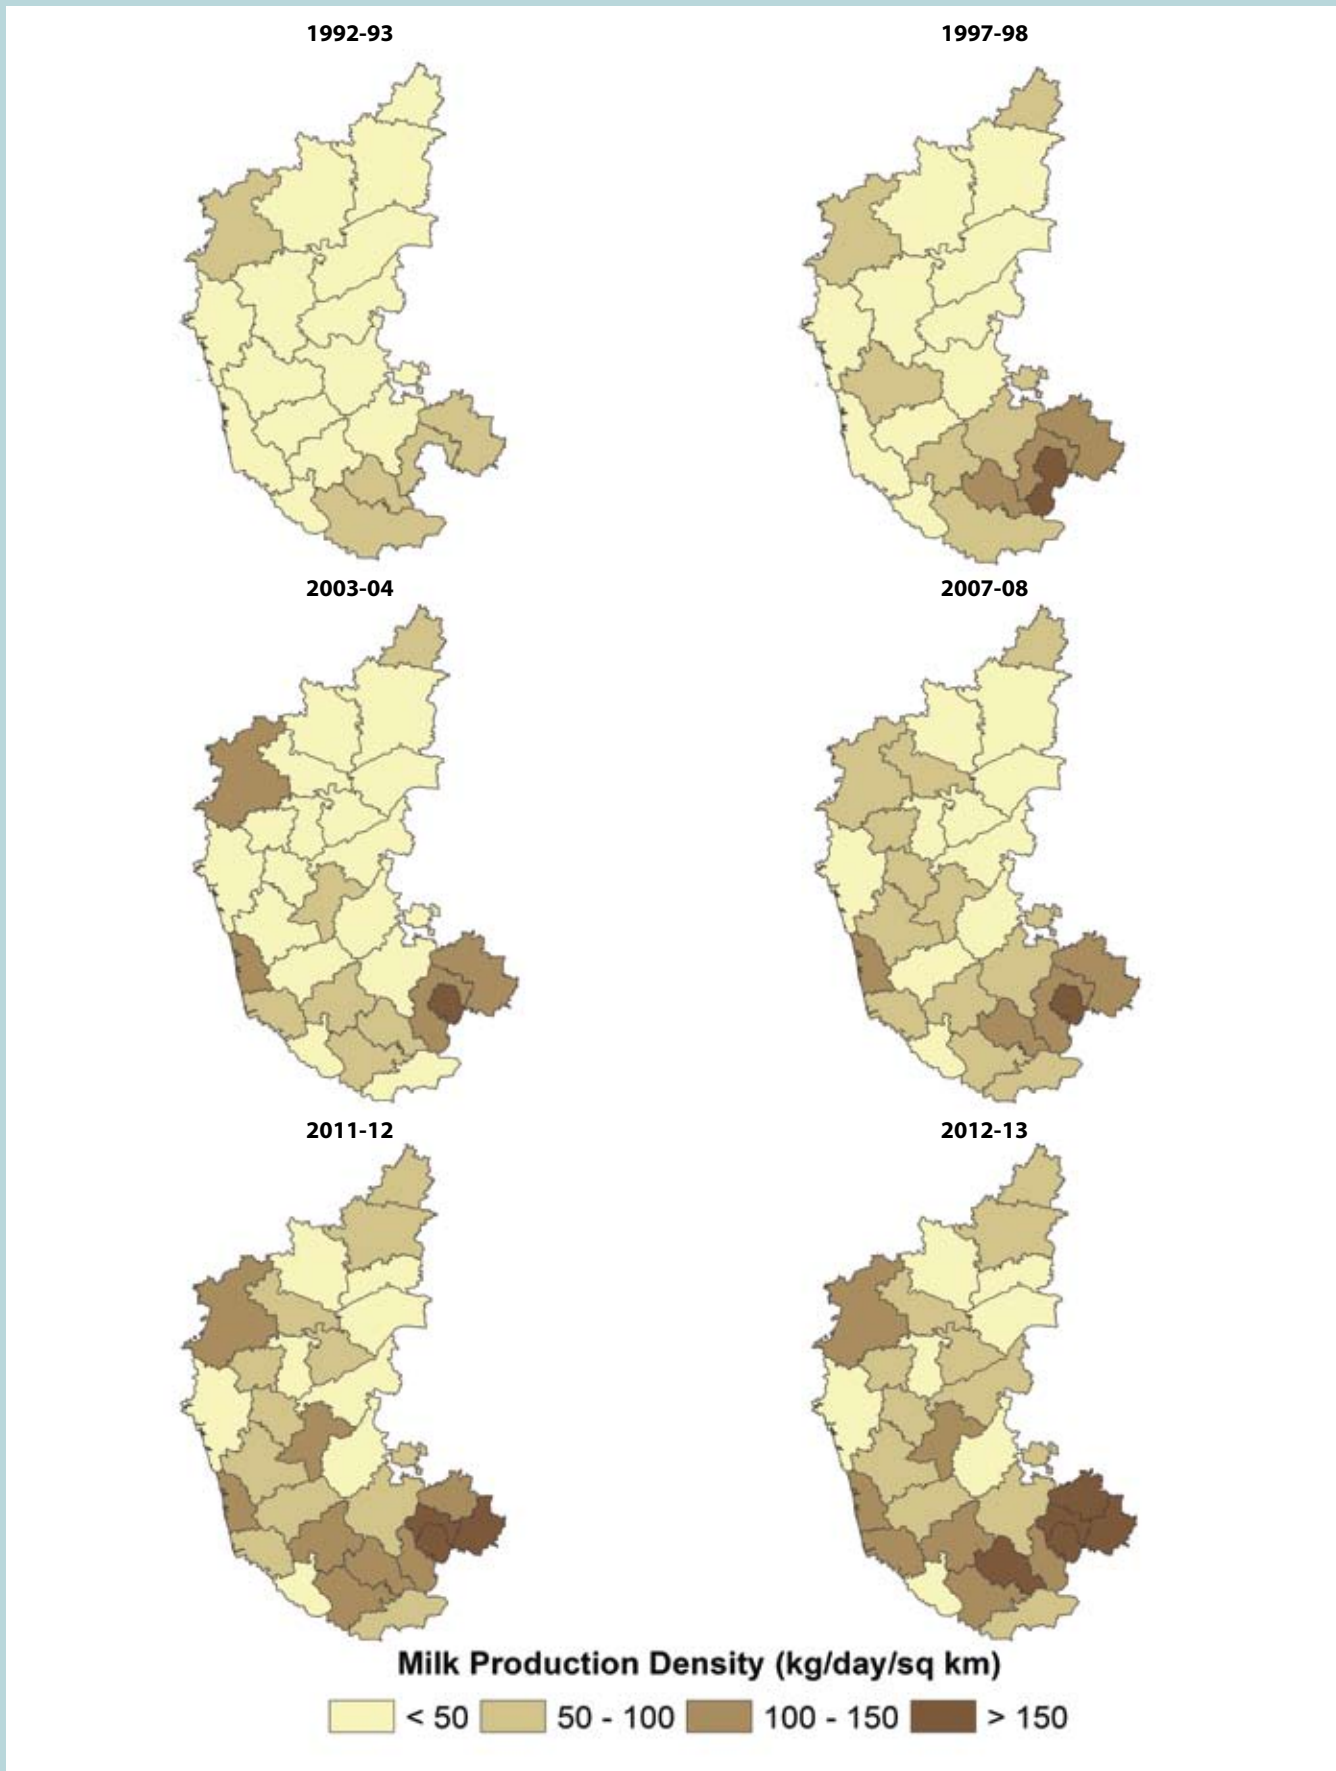 1992-93 1997-98
2003-04 2007-08
2011-12 2012-13
Milk Production Density (kg/day/sq km)
< 50 50 - 100 100 - 150 > 150